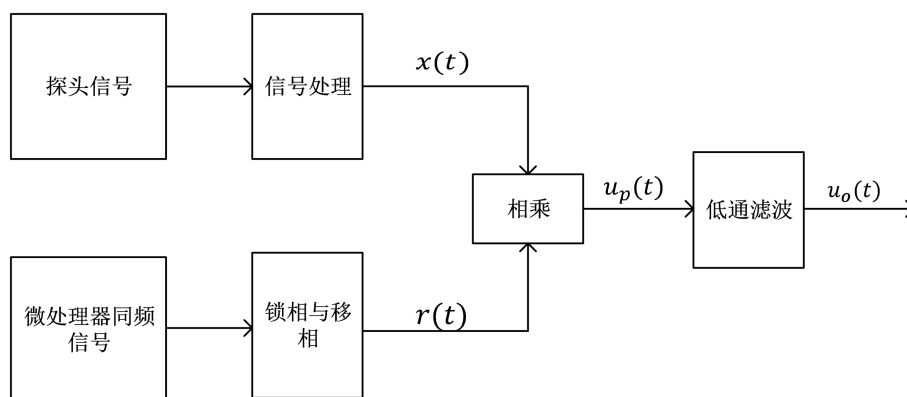 探头信号
信号处理
x(t)
相乘
u_p(t)
低通滤波
u_o(t)
微处理器同频
信号
锁相与移
相
r(t)